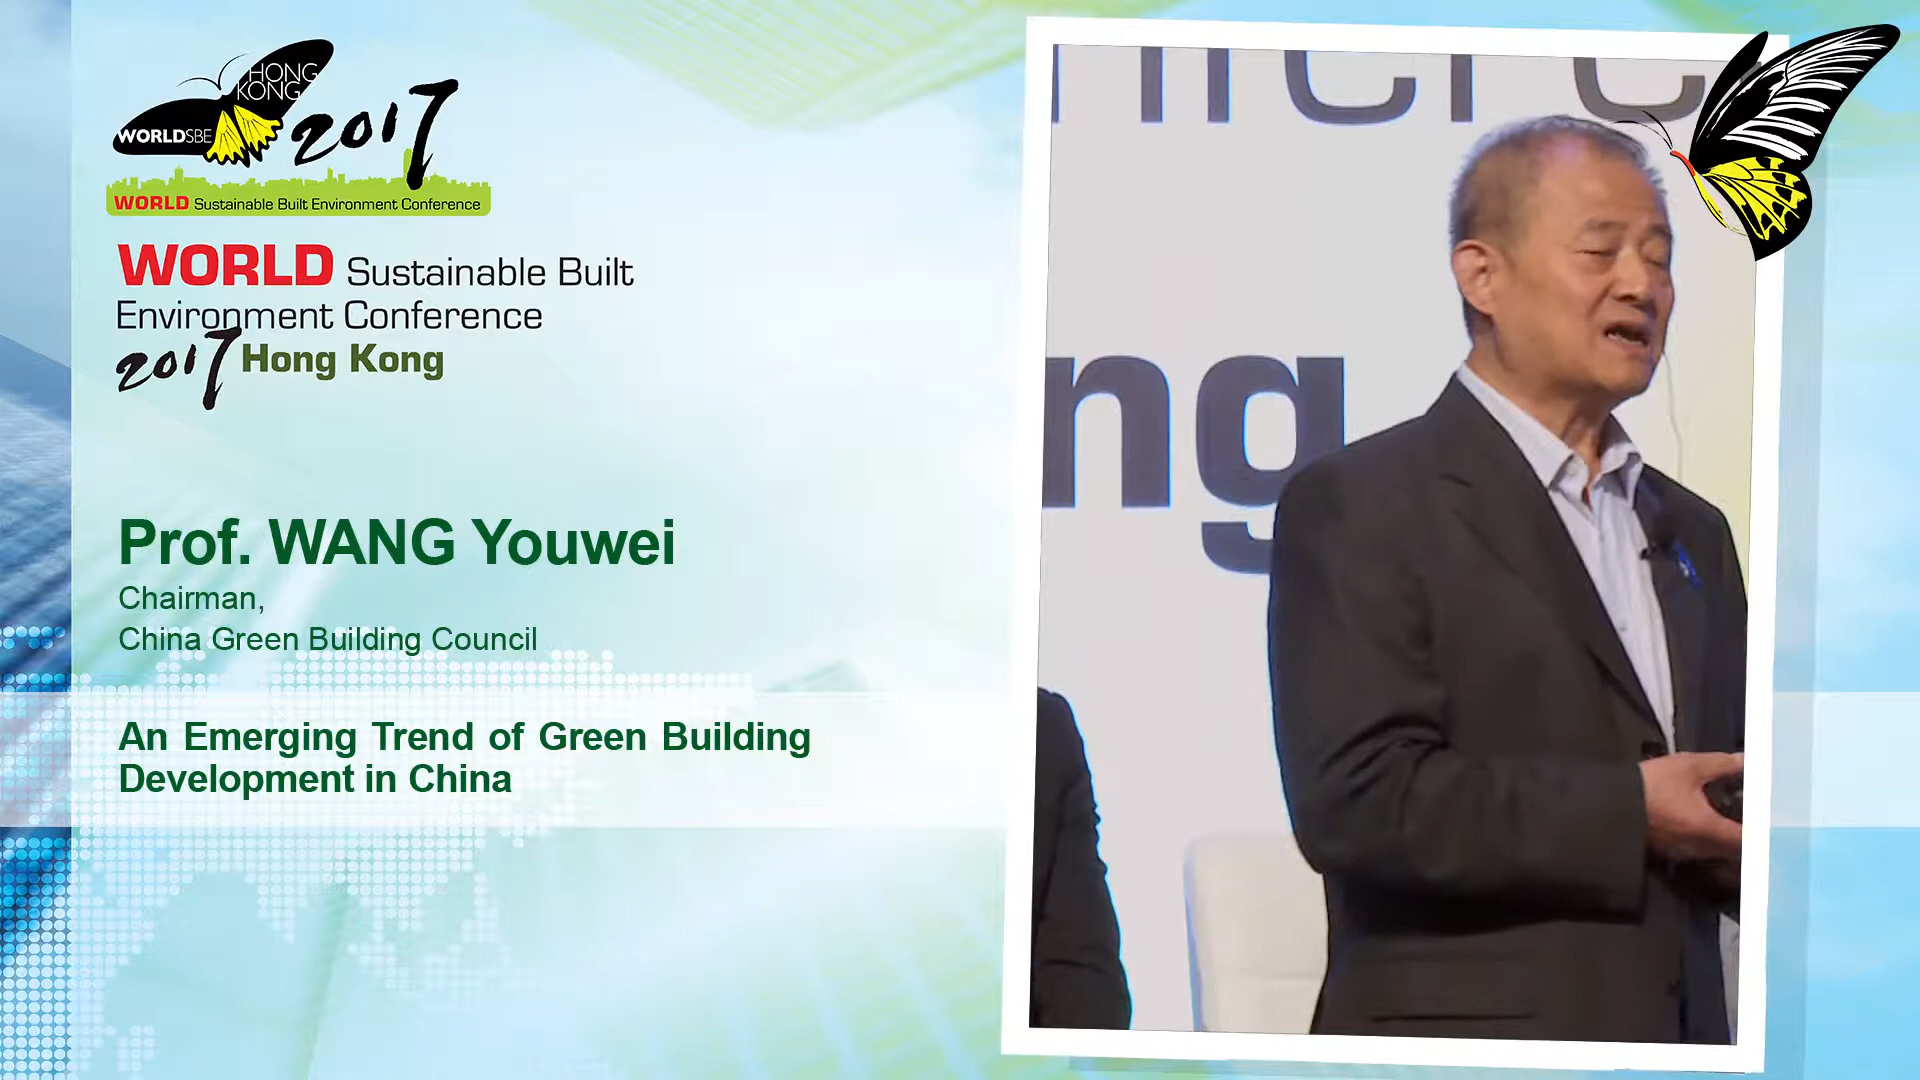 HONG
KONG
WORLDSBE
2017
WORLD Sustainable Built Environment Conference
WORLD Sustainable Built
Environment Conference
2017 Hong Kong
Prof. WANG Youwei
Chairman,
China Green Building Council
An Emerging Trend of Green Building
Development in China
ng